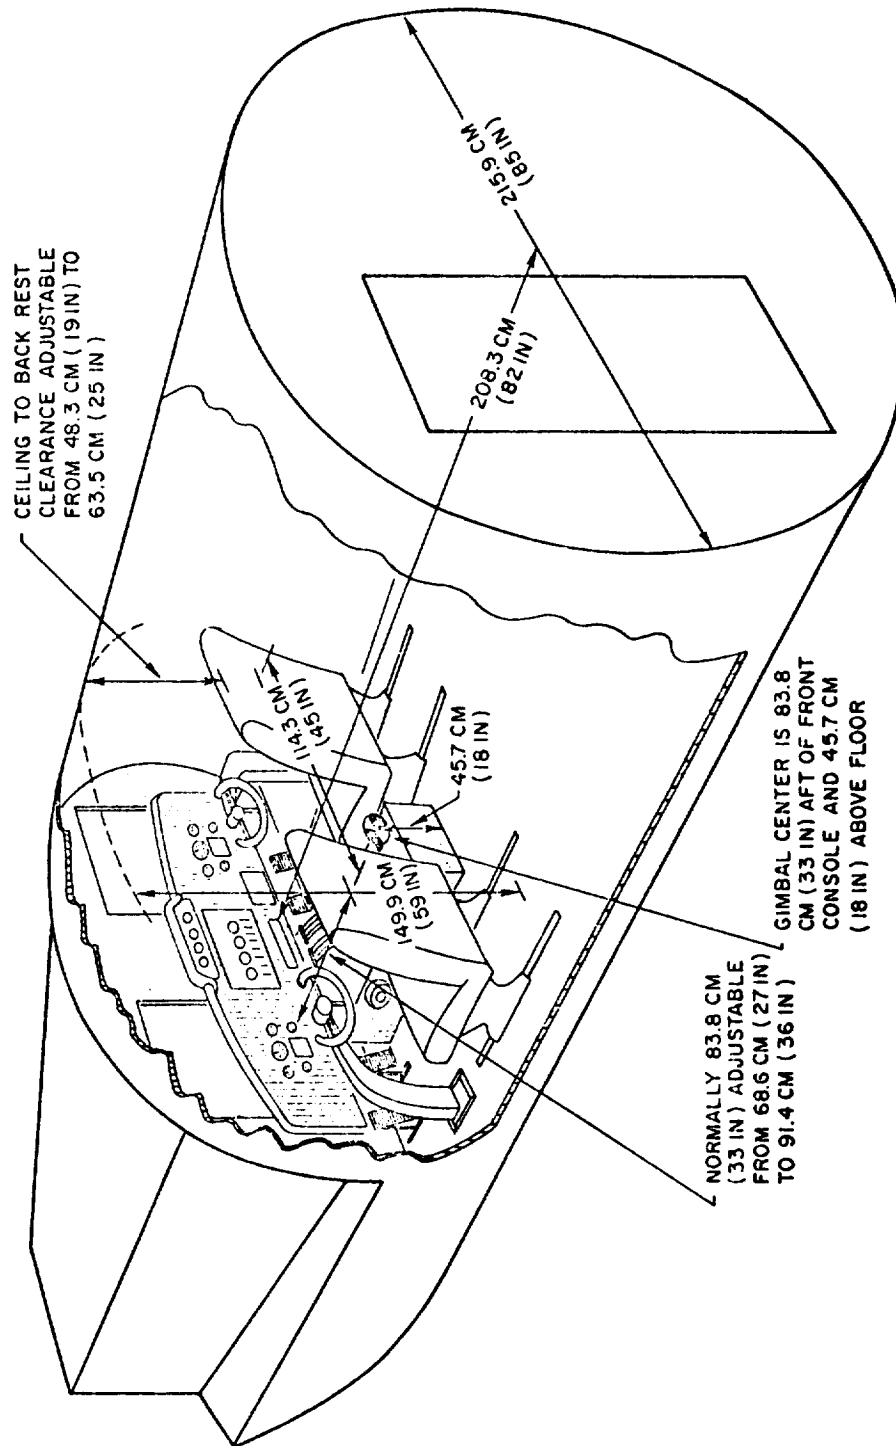 CEILING TO BACK REST
CLEARANCE ADJUSTABLE
FROM 48.3 CM (19 IN) TO
63.5 CM (25 IN)
215.9 CM
(85 IN)
208.3 CM
(82 IN)
114.3 CM
(45 IN)
45.7 CM
(18 IN)
149.9 CM
(59 IN)
GIMBAL CENTER IS 83.8
CM (33 IN) AFT OF FRONT
CONSOLE AND 45.7 CM
(18 IN) ABOVE FLOOR
NORMALLY 83.8 CM
(33 IN) ADJUSTABLE
FROM 68.6 CM (27 IN)
TO 91.4 CM (36 IN)